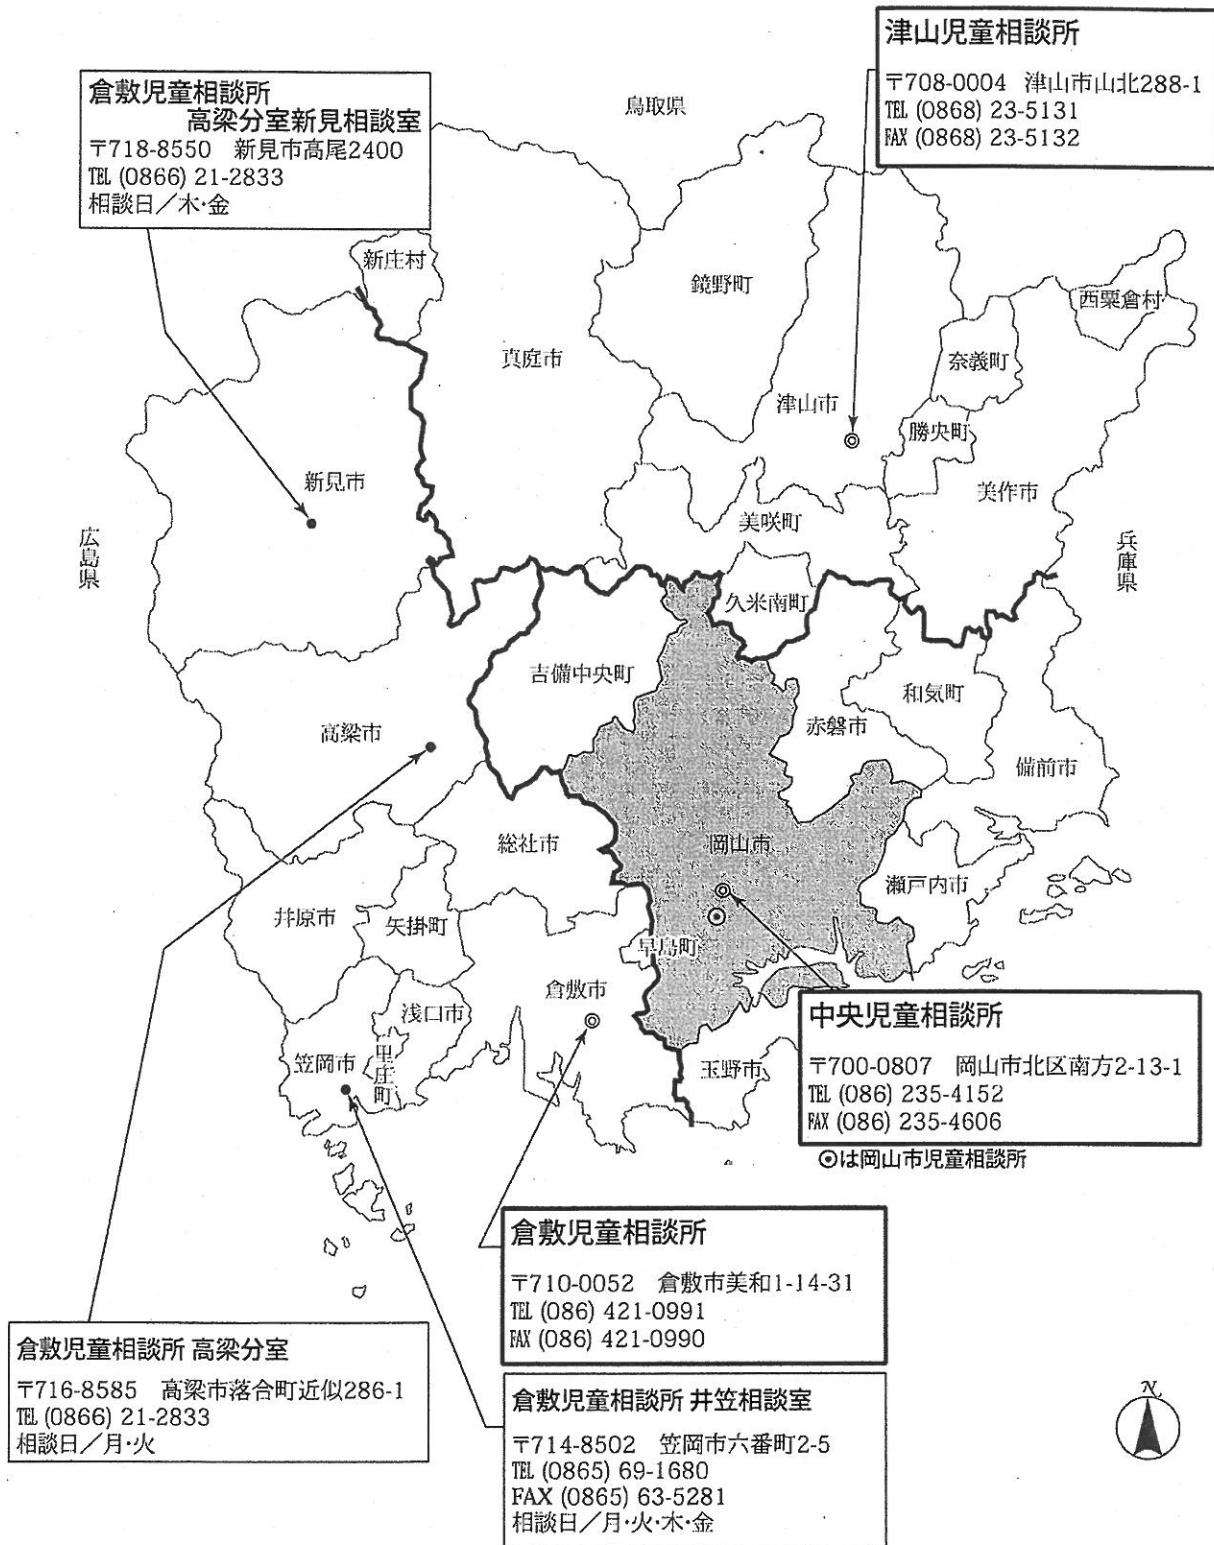 津山児童相談所
〒708-0004 津山市山北288-1
TEL (0868) 23-5131
FAX (0868) 23-5132
倉敷児童相談所
高梁分室新見相談室
〒718-8550 新見市高尾2400
TEL (0866) 21-2833
相談日／木・金
鳥取県
新庄村
鏡野町
西粟倉村
真庭市
奈義町
津山市
勝央町
新見市
美作市
美咲町
広島県
兵庫県
久米南町
吉備中央町
和気町
赤磐市
高梁市
備前市
総社市
岡山市
瀬戸内市
井原市
矢掛町
早島町
倉敷市
浅口市
笠岡市
里庄町
玉野市
中央児童相談所
〒700-0807 岡山市北区南方2-13-1
TEL (086) 235-4152
FAX (086) 235-4606
◉は岡山市児童相談所
倉敷児童相談所
〒710-0052 倉敷市美和1-14-31
TEL (086) 421-0991
FAX (086) 421-0990
倉敷児童相談所 高梁分室
〒716-8585 高梁市落合町近似286-1
TEL (0866) 21-2833
相談日／月・火
倉敷児童相談所 井笠相談室
〒714-8502 笠岡市六番町2-5
TEL (0865) 69-1680
FAX (0865) 63-5281
相談日／月・火・木・金
N